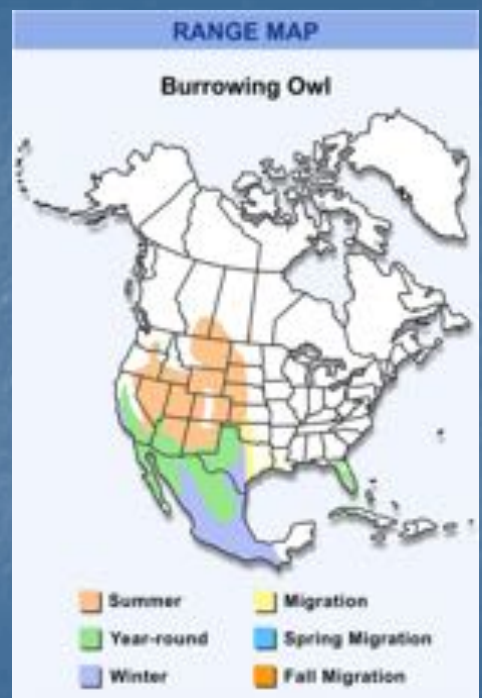 RANGE MAP
Burrowing Owl
Summer
Migration
Year-round
Spring Migration
Winter
Fall Migration